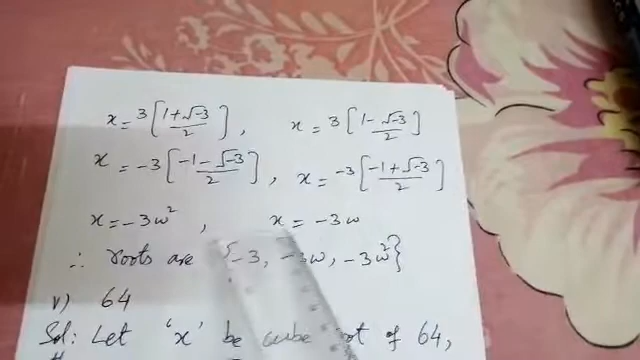 x = 3[(1+√-3)/2], x = 3[(1-√-3)/2]
x = -3[(-1-√-3)/2], x = -3[(-1+√-3)/2]
x = -3ω², x = -3ω
∴ roots are {-3, -3ω, -3ω²}
v) 64
Sol: Let 'x' be cube root of 64,